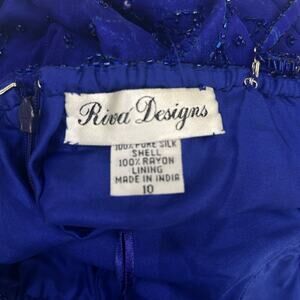 Riva Designs
100% PURE SILK
SHELL
100% RAYON
LINING
MADE IN INDIA
10